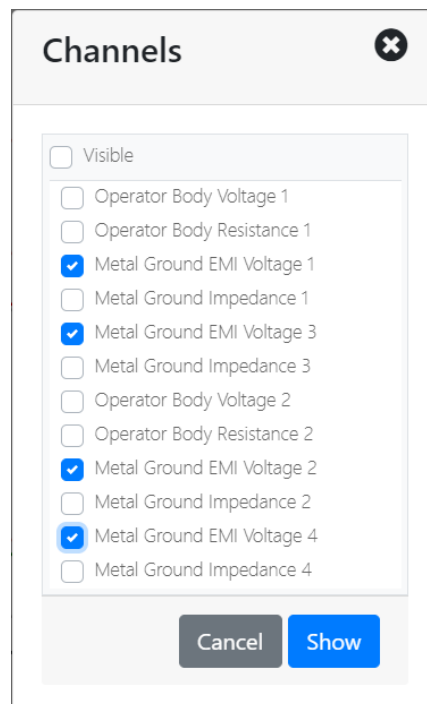 Channels
Visible
Operator Body Voltage 1
Operator Body Resistance 1
Metal Ground EMI Voltage 1
Metal Ground Impedance 1
Metal Ground EMI Voltage 3
Metal Ground Impedance 3
Operator Body Voltage 2
Operator Body Resistance 2
Metal Ground EMI Voltage 2
Metal Ground Impedance 2
Metal Ground EMI Voltage 4
Metal Ground Impedance 4
Cancel Show